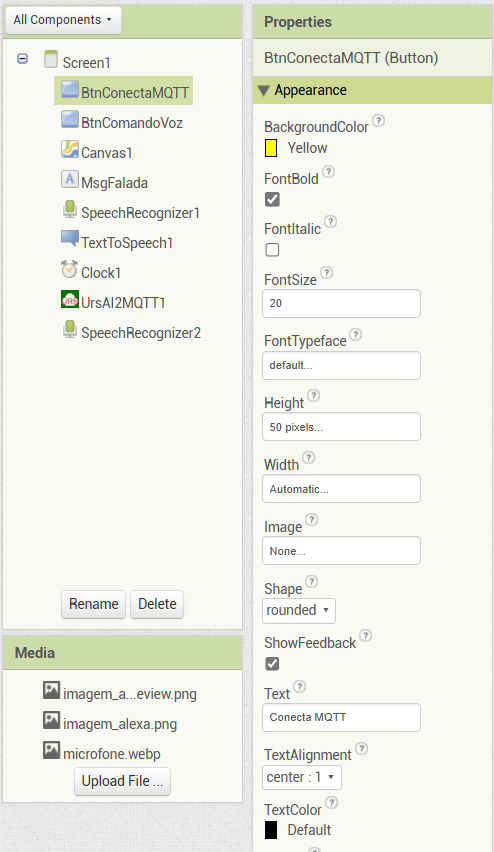 All Components
Screen1
BtnConectaMQTT
BtnComandoVoz
Canvas1
MsgFalada
SpeechRecognizer1
TextToSpeech1
Clock1
UrsAI2MQTT1
SpeechRecognizer2
Rename Delete
Media
imagem_a...eview.png
imagem_alexa.png
microfone.webp
Upload File ...
Properties
BtnConectaMQTT (Button)
Appearance
BackgroundColor ?
Yellow
FontBold ?
FontItalic ?
FontSize ?
20
FontTypeface ?
default...
Height ?
50 pixels...
Width ?
Automatic...
Image ?
None...
Shape ?
rounded
ShowFeedback ?
Text ?
Conecta MQTT
TextAlignment ?
center : 1
TextColor ?
Default